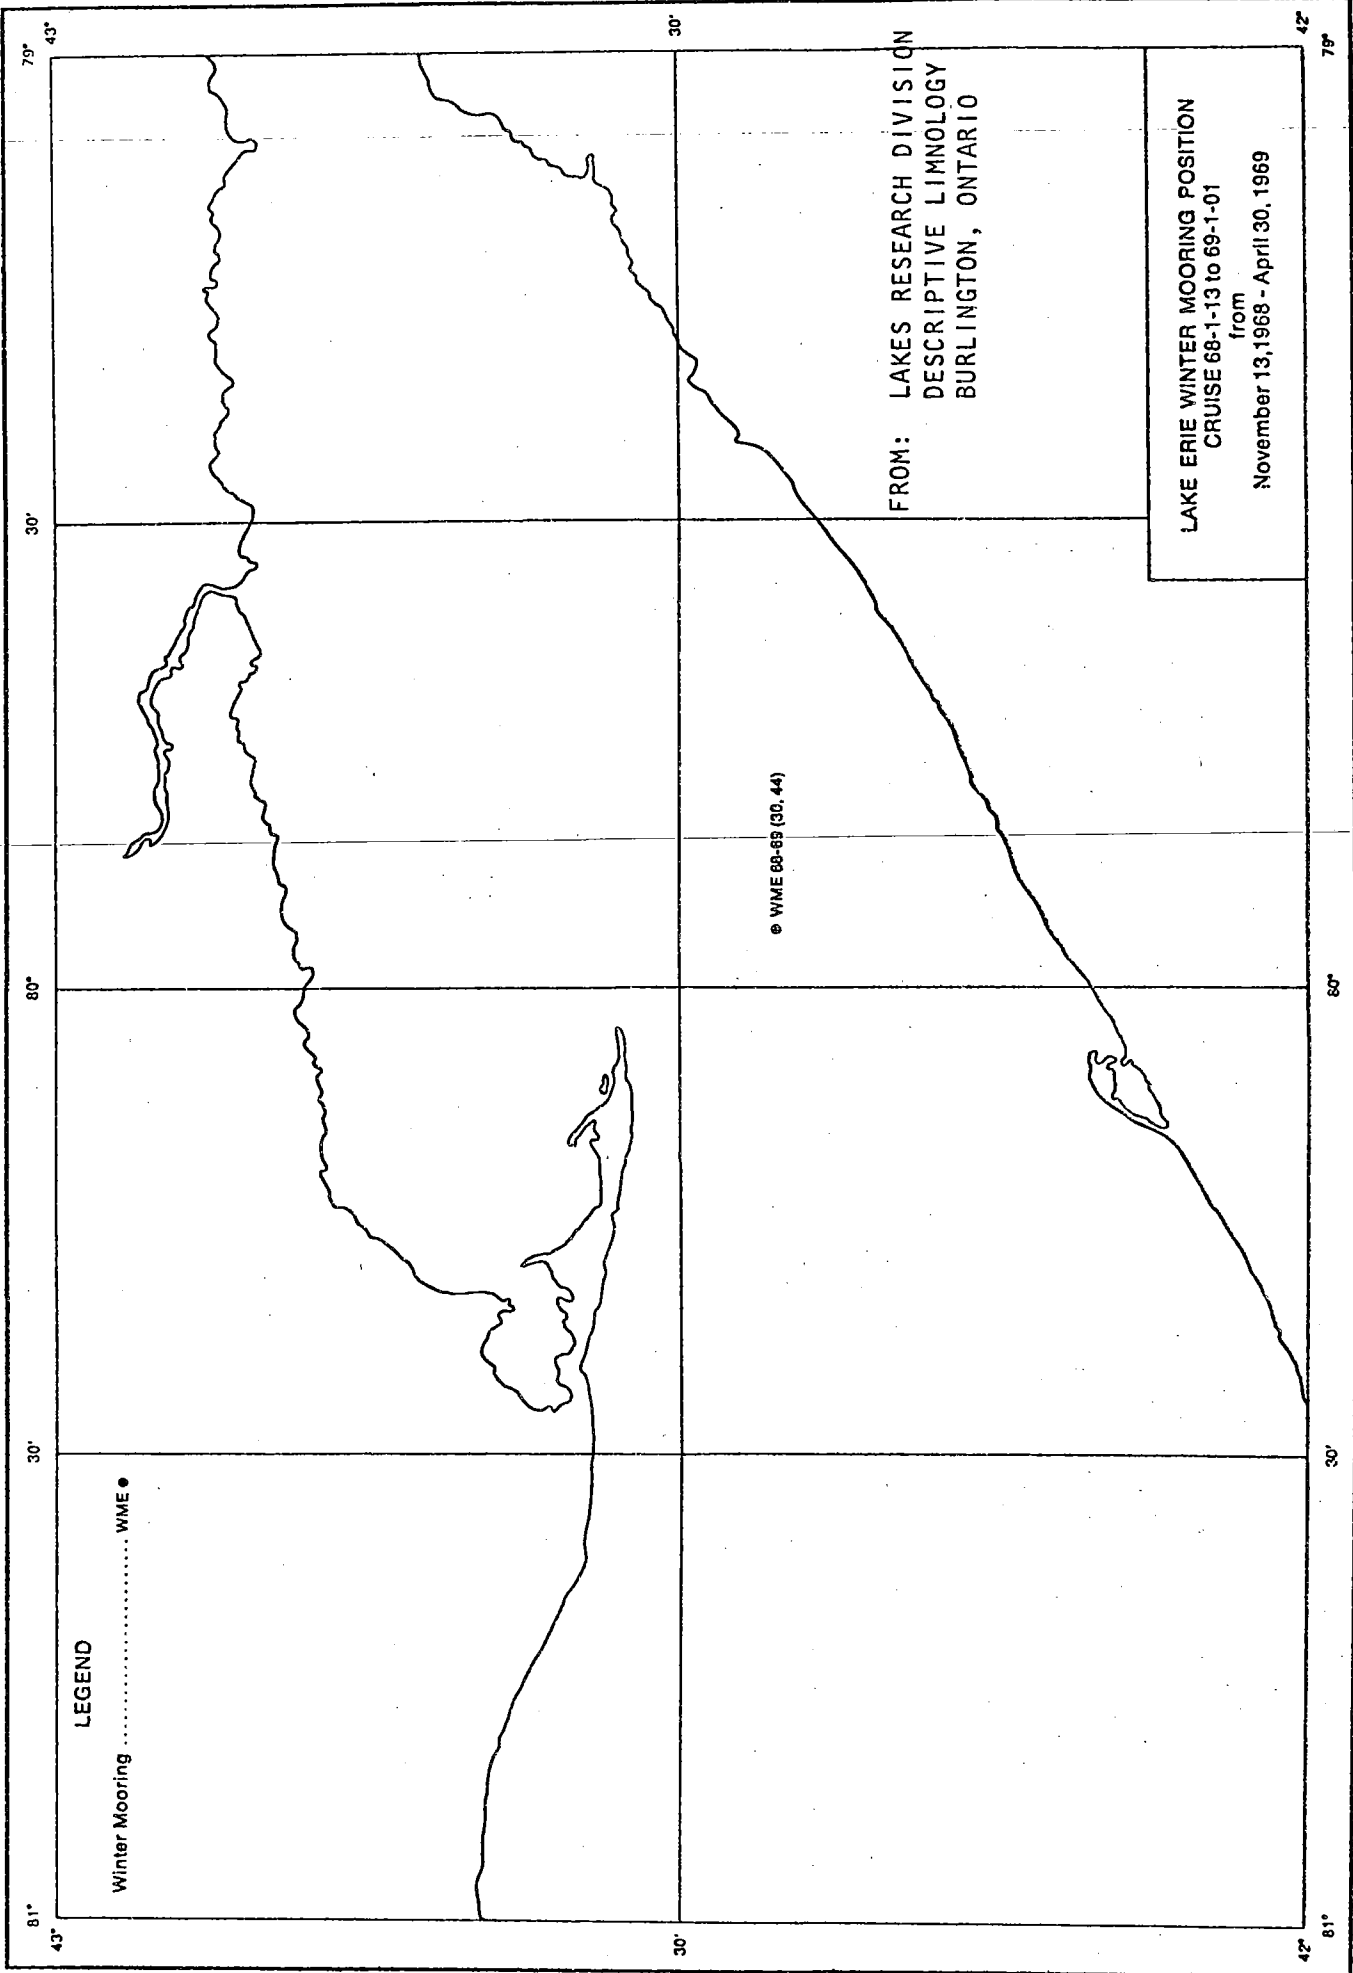 LEGEND
Winter Mooring ........................ WME ●
81°
30'
80°
30'
79°
43°
43°
30'
30'
42°
42°
81°
30'
80°
30'
79°
WME 68-69 (30, 44)
FROM: LAKES RESEARCH DIVISION
DESCRIPTIVE LIMNOLOGY
BURLINGTON, ONTARIO
LAKE ERIE WINTER MOORING POSITION
CRUISE 68-1-13 to 69-1-01
from
November 13,1968 - April 30, 1969